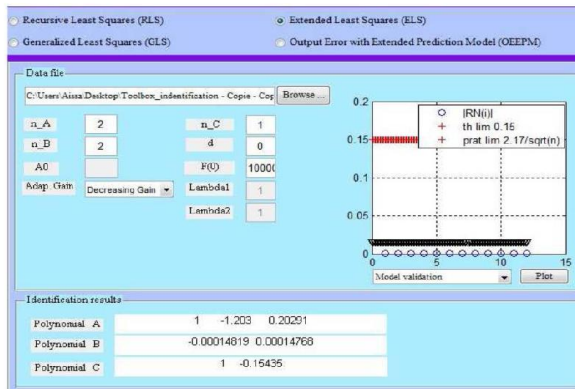 Recursive Least Squares (RLS)
Extended Least Squares (ELS)
Generalized Least Squares (GLS)
Output Error with Extended Prediction Model (OEEPM)
Data file
C:\Users\Aissa\Desktop\Toolbox_indentification - Copie - Cop
Browse ...
n_A 2 n_C 1
n_B 2 d 0
A0 F(0) 10000
Adap. Gain Decreasing Gain Lambda1 1
Lambda2 1
0.2
0.15
0.1
0.05
0
0 5 10 15
|RN(i)|
th lim 0.15
prat lim 2.17/sqrt(n)
Model validation
Plot
Identification results
Polynomial A 1 -1.203 0.20291
Polynomial B -0.00014819 0.00014768
Polynomial C 1 -0.15435